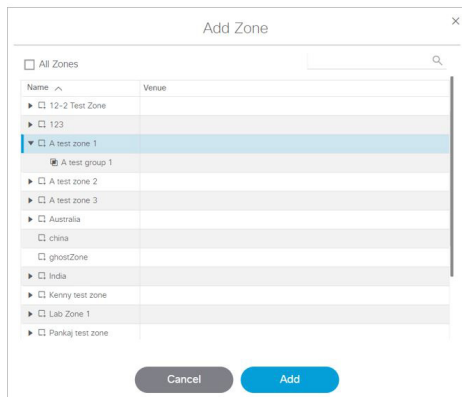 Add Zone
All Zones
Name Venue
12-2 Test Zone
123
A test zone 1
A test group 1
A test zone 2
A test zone 3
Australia
china
ghostZone
India
Kenny test zone
Lab Zone 1
Pankaj test zone
Cancel Add